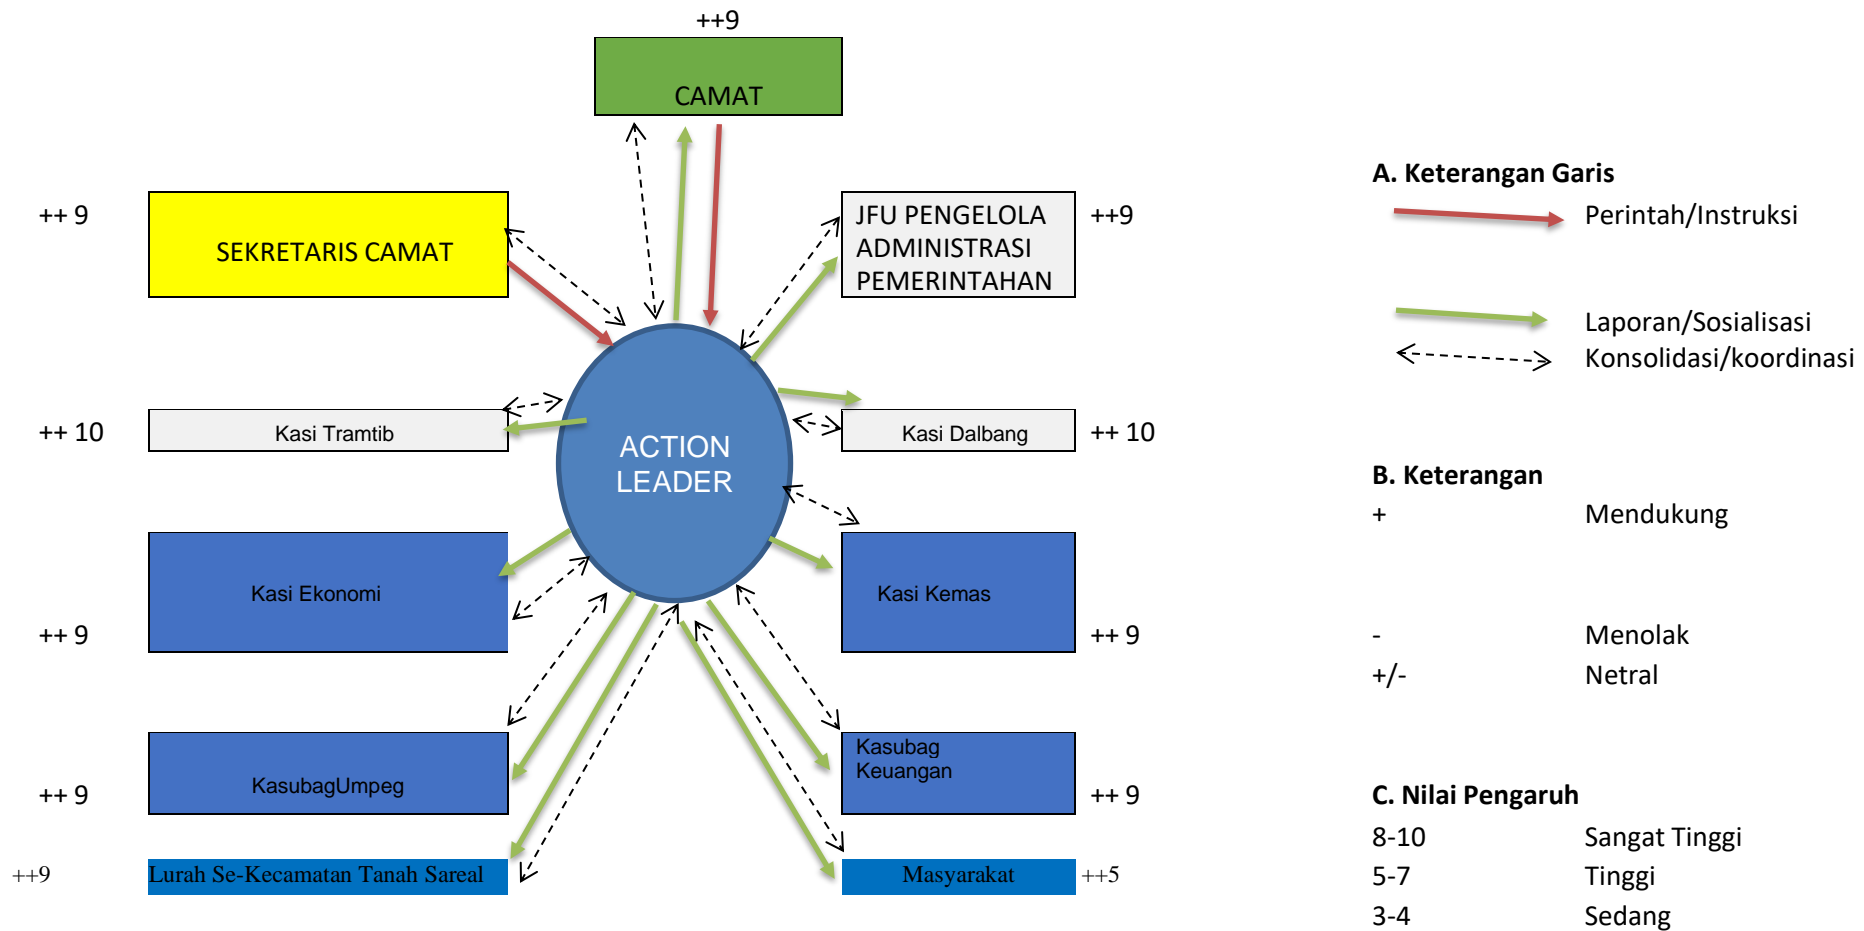 ++9
CAMAT
++ 9
SEKRETARIS CAMAT
JFU PENGELOLA
ADMINISTRASI
PEMERINTAHAN
++9
++ 10
Kasi Tramtib
ACTION
LEADER
Kasi Dalbang
++ 10
Kasi Ekonomi
++ 9
Kasi Kemas
++ 9
KasubagUmpeg
++ 9
Kasubag
Keuangan
++ 9
++9
Lurah Se-Kecamatan Tanah Sareal
Masyarakat
++5
A. Keterangan Garis
Perintah/Instruksi
Laporan/Sosialisasi
Konsolidasi/koordinasi
B. Keterangan
+ Mendukung
- Menolak
+/- Netral
C. Nilai Pengaruh
8-10 Sangat Tinggi
5-7 Tinggi
3-4 Sedang